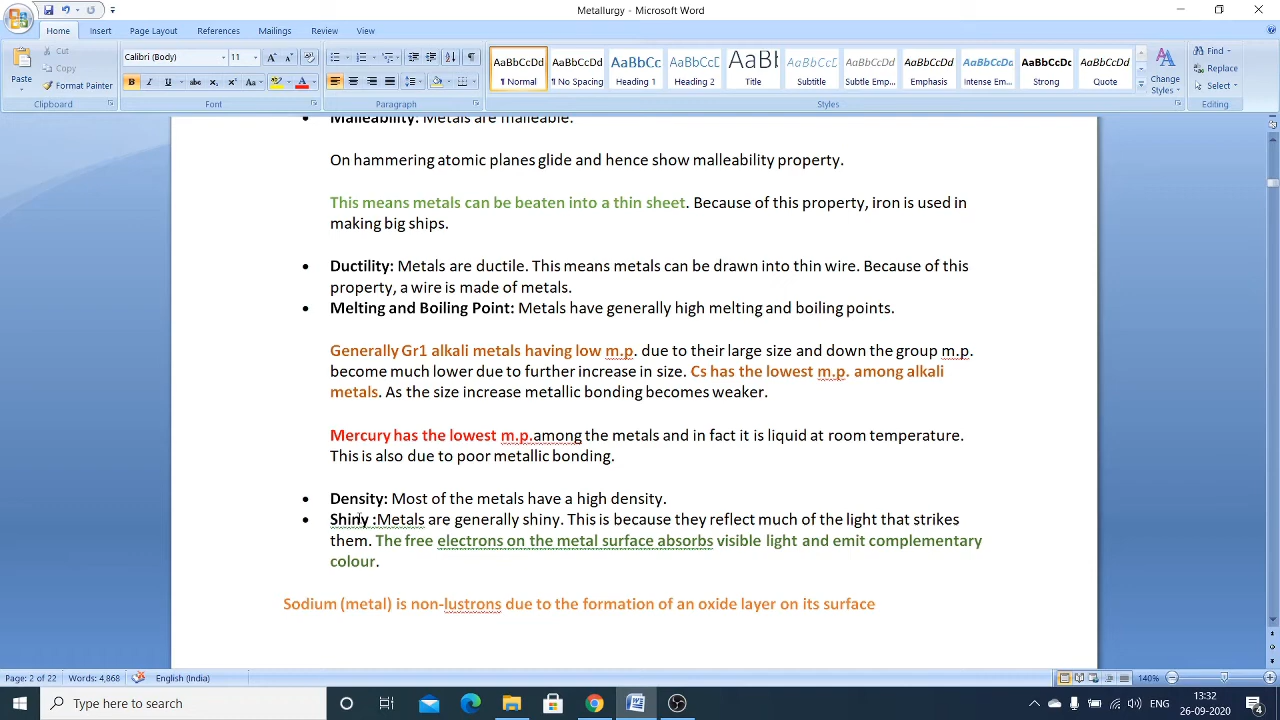 Metallurgy - Microsoft Word
Home Insert Page Layout References Mailings Review View
Paste
Cut
Copy
Format Painter
Clipboard
Calibri (Body) 11
Font
Paragraph
AaBbCcDd AaBbCcDd AaBbCc AaBbCcD AaBb AaBbCcDd AaBbCcDd AaBbCcDd AaBbCcDd AaBbCcDc AaBbCcDd
¶ Normal ¶ No Spacing Heading 1 Heading 2 Title Subtitle Subtle Emp... Emphasis Intense Em... Strong Quote
Styles
Change Styles
Find
Replace
Select
Editing
Malleability: Metals are malleable.
On hammering atomic planes glide and hence show malleability property.
This means metals can be beaten into a thin sheet. Because of this property, iron is used in
making big ships.
Ductility: Metals are ductile. This means metals can be drawn into thin wire. Because of this
property, a wire is made of metals.
Melting and Boiling Point: Metals have generally high melting and boiling points.
Generally Gr1 alkali metals having low m.p. due to their large size and down the group m.p.
become much lower due to further increase in size. Cs has the lowest m.p. among alkali
metals. As the size increase metallic bonding becomes weaker.
Mercury has the lowest m.p.among the metals and in fact it is liquid at room temperature.
This is also due to poor metallic bonding.
Density: Most of the metals have a high density.
Shiny :Metals are generally shiny. This is because they reflect much of the light that strikes
them. The free electrons on the metal surface absorbs visible light and emit complementary
colour.
Sodium (metal) is non-lustrons due to the formation of an oxide layer on its surface
Page: 2 of 22 Words: 4,868 English (India) 140%
Type here to search
ENG
13:32
26-09-2020
4